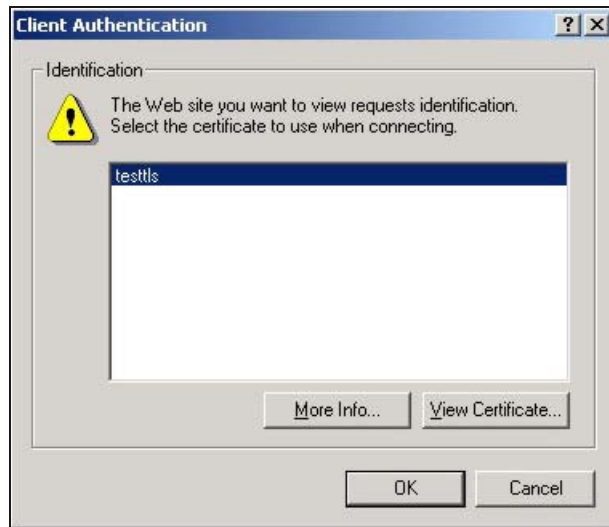 Client Authentication
Identification
The Web site you want to view requests identification.
Select the certificate to use when connecting.
testtls
More Info...
View Certificate...
OK
Cancel